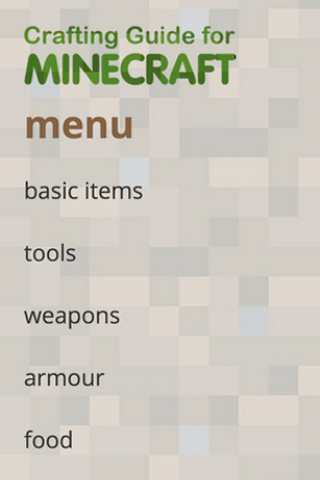 Crafting Guide for
MINECRAFT
menu
basic items
tools
weapons
armour
food